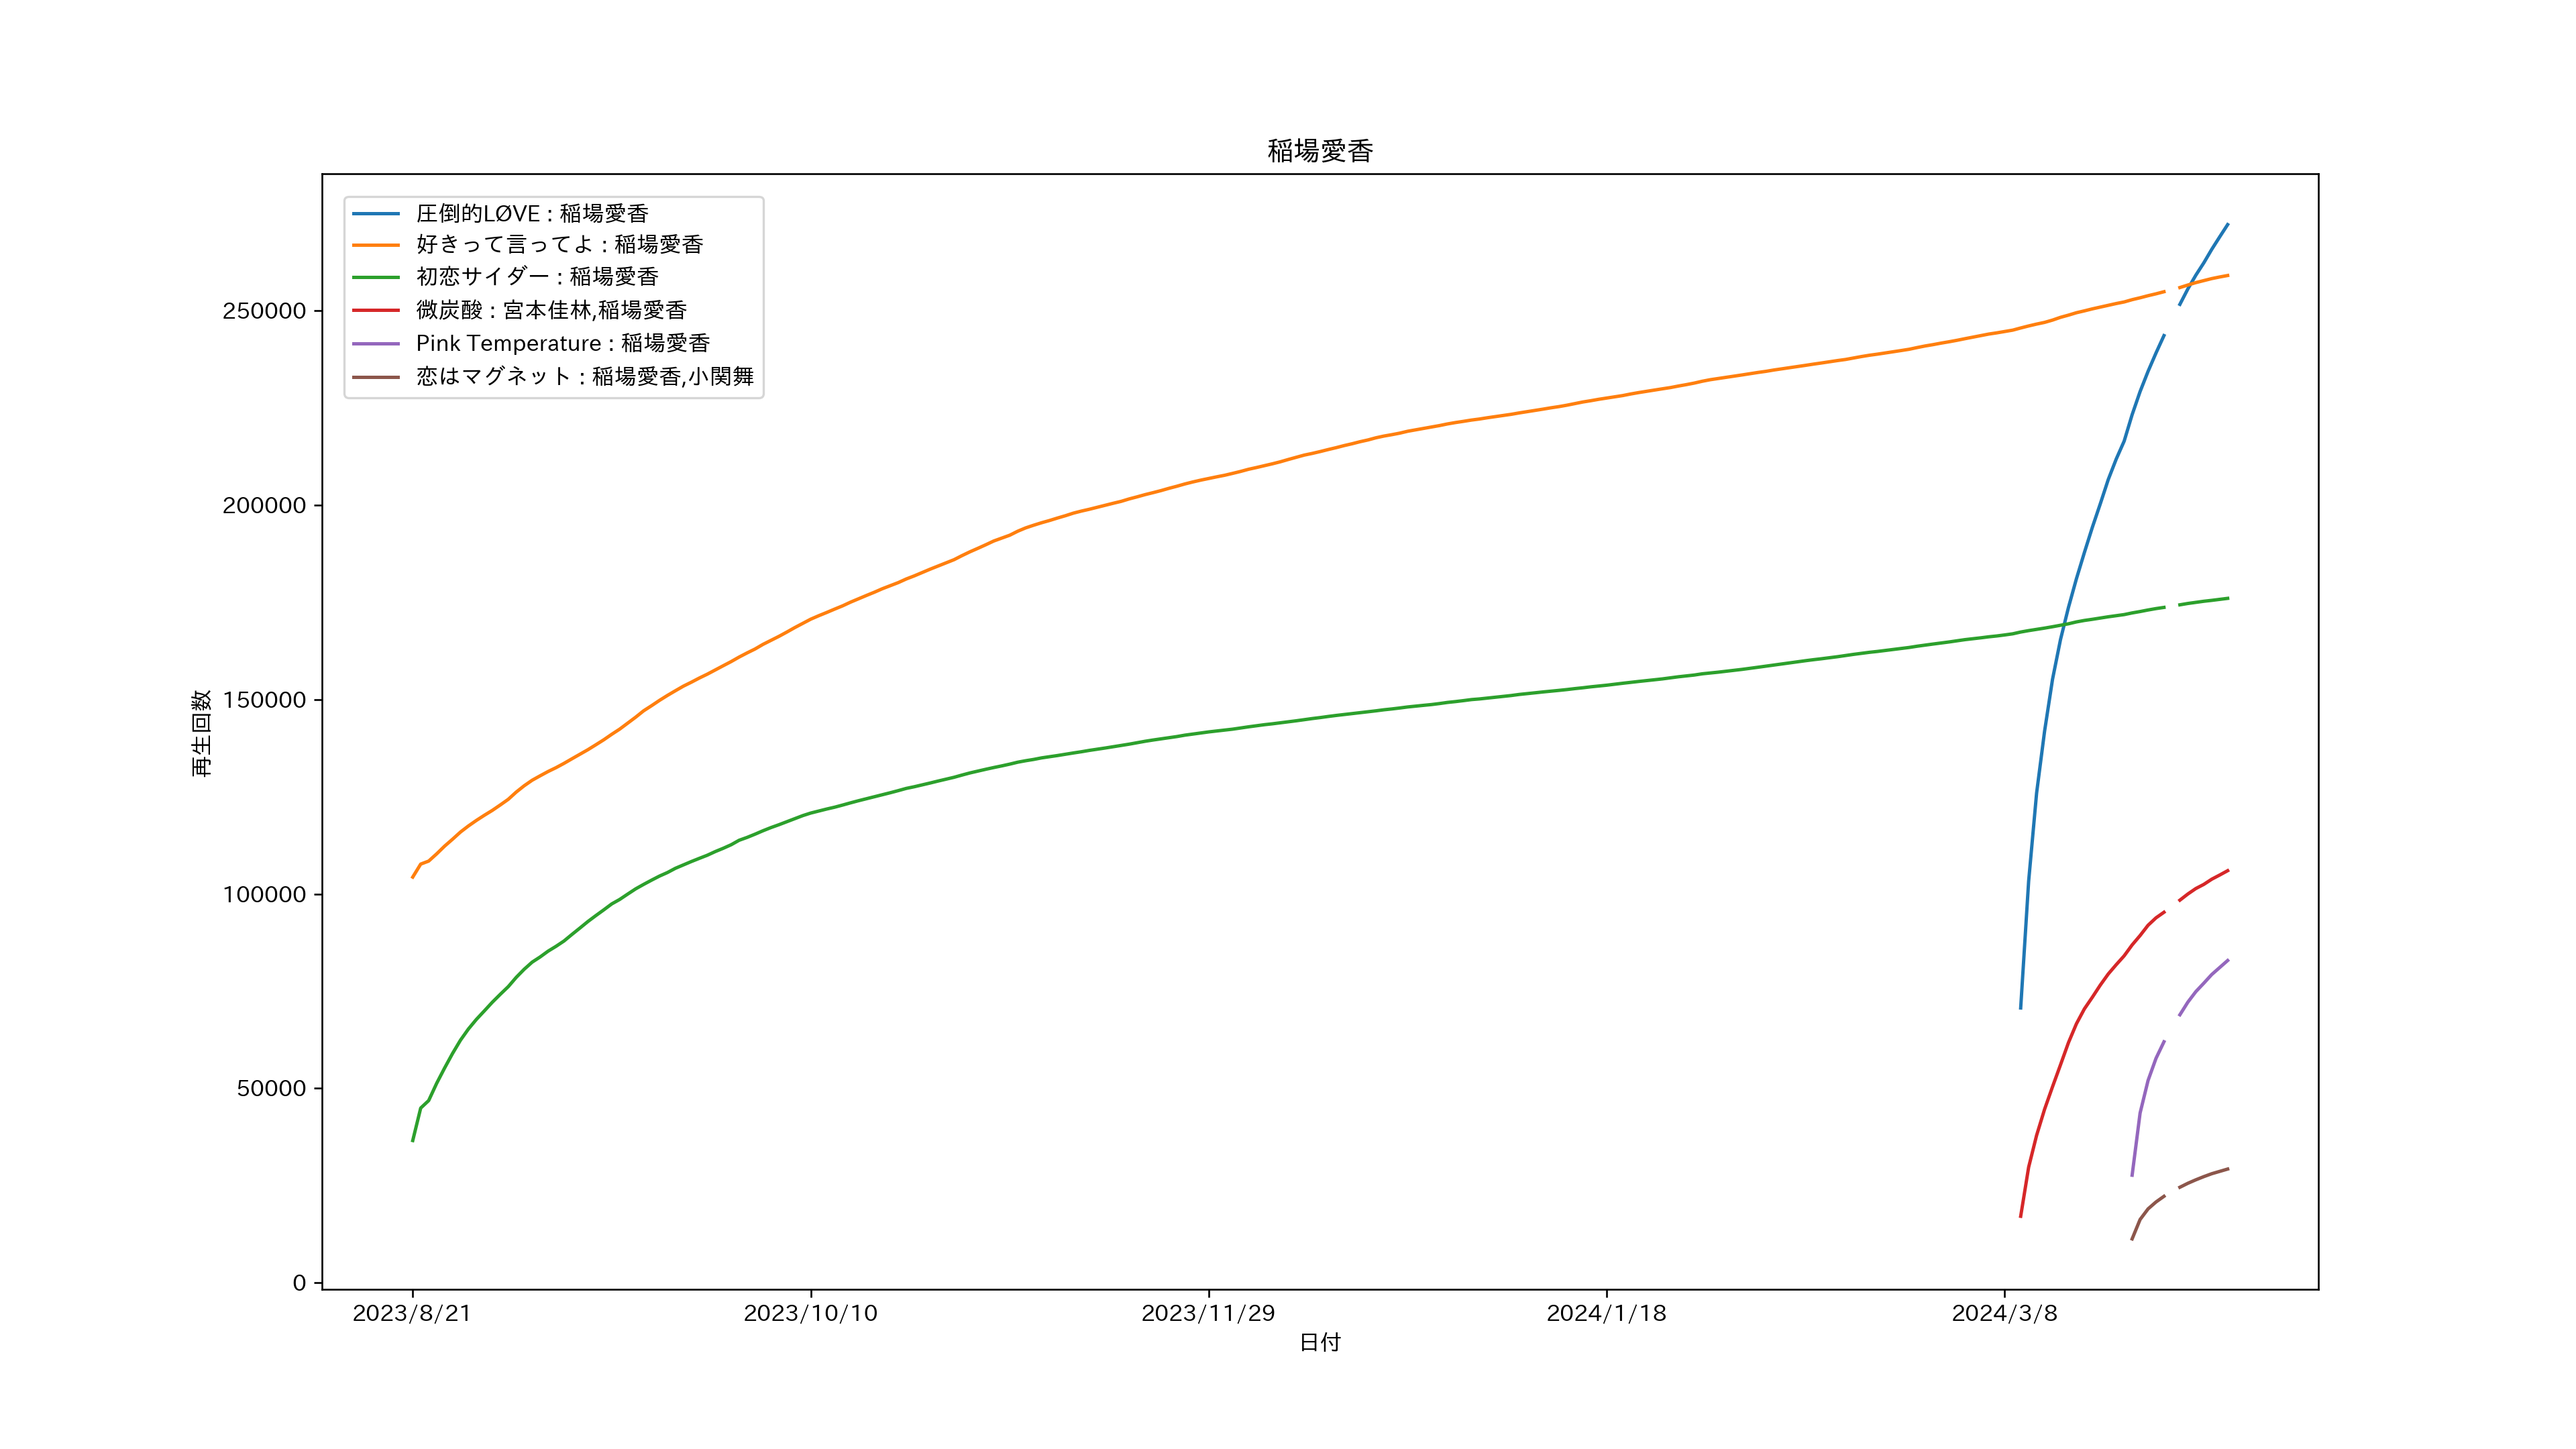 稲場愛香
圧倒的LØVE : 稲場愛香
好きって言ってよ : 稲場愛香
初恋サイダー : 稲場愛香
微炭酸 : 宮本佳林,稲場愛香
Pink Temperature : 稲場愛香
恋はマグネット : 稲場愛香,小関舞
250000
200000
150000
100000
50000
0
再生回数
2023/8/21
2023/10/10
2023/11/29
2024/1/18
2024/3/8
日付